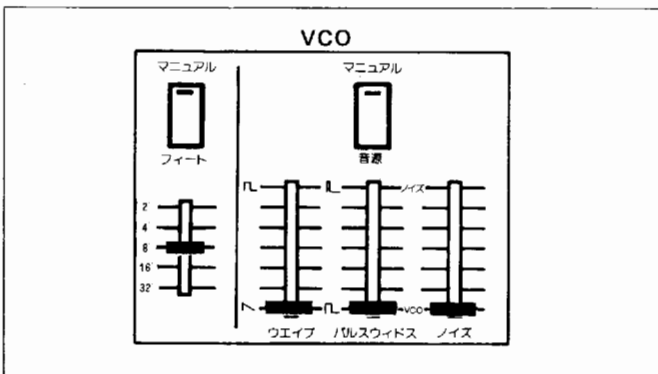 VCO
マニュアル
フィート
2'
4'
8'
16'
32'
マニュアル
音源
ノイズ
VCO
ウエイブ
パルスウィドス
ノイズ